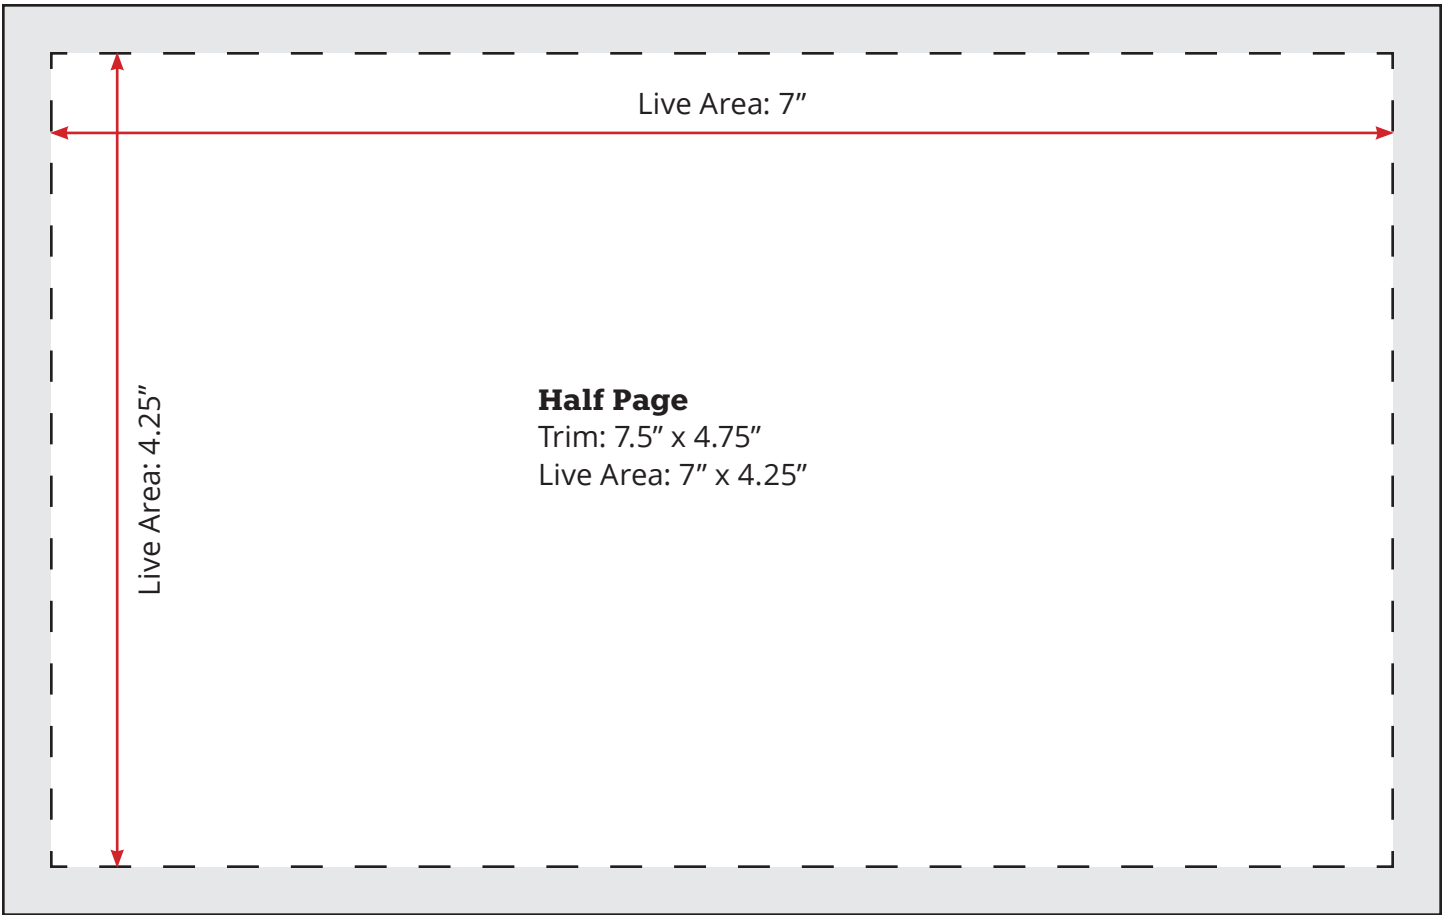 Live Area: 7”
Live Area: 4.25”
Half Page
Trim: 7.5” x 4.75”
Live Area: 7” x 4.25”